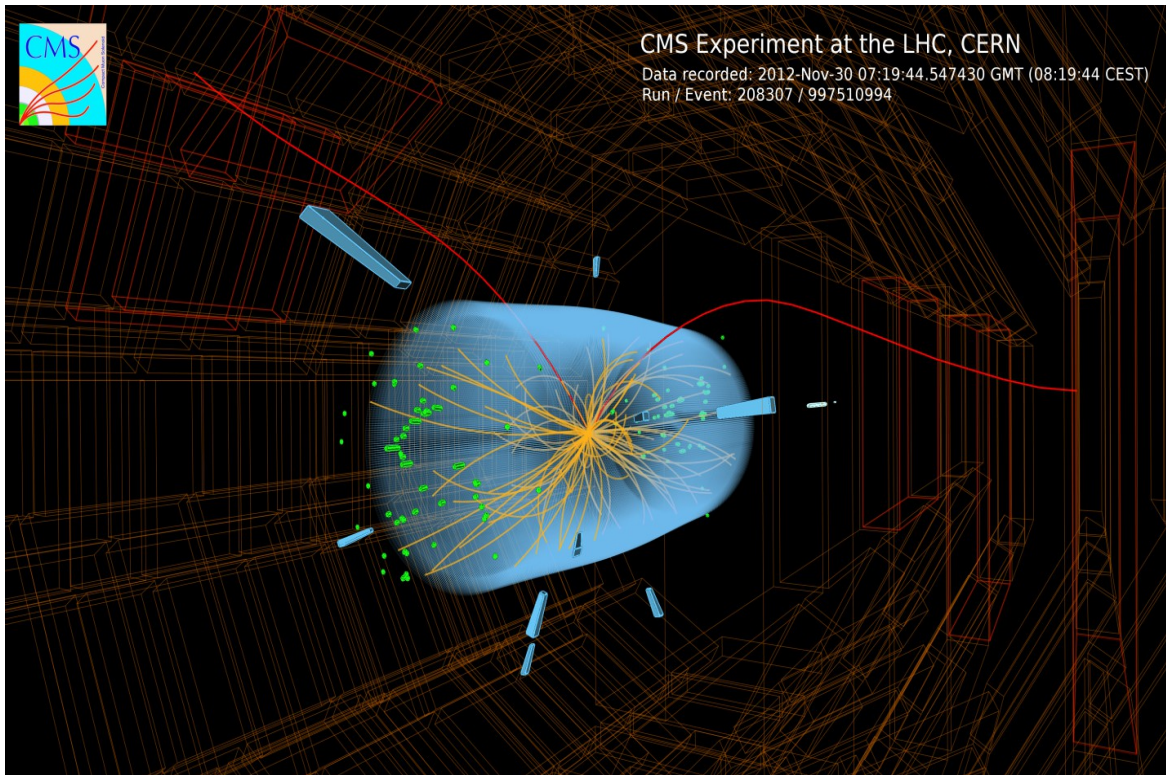 CMS
CMS Experiment at the LHC, CERN
Data recorded: 2012-Nov-30 07:19:44.547430 GMT (08:19:44 CEST)
Run / Event: 208307 / 997510994